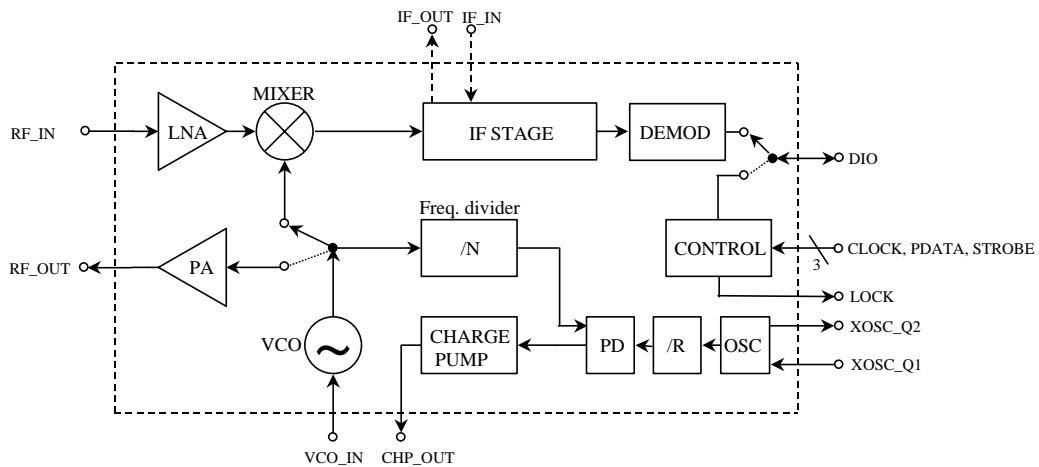 IF_OUT IF_IN
MIXER
RF_IN
LNA
IF STAGE
DEMOD
DIO
Freq. divider
/N
CONTROL
CLOCK, PDATA, STROBE
3
RF_OUT
PA
LOCK
VCO
~
CHARGE
PUMP
PD
/R
OSC
XOSC_Q2
XOSC_Q1
VCO_IN
CHP_OUT